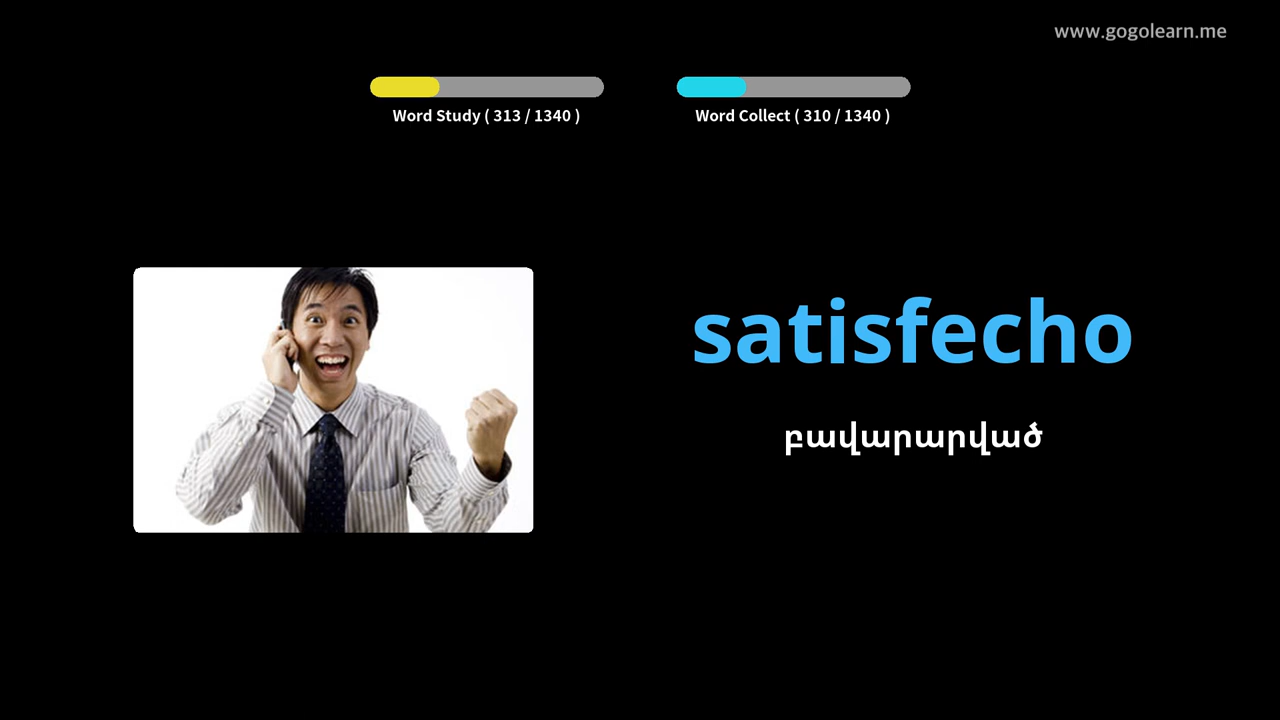 www.gogolearn.me
Word Study ( 313 / 1340 )
Word Collect ( 310 / 1340 )
satisfecho
բավարարված